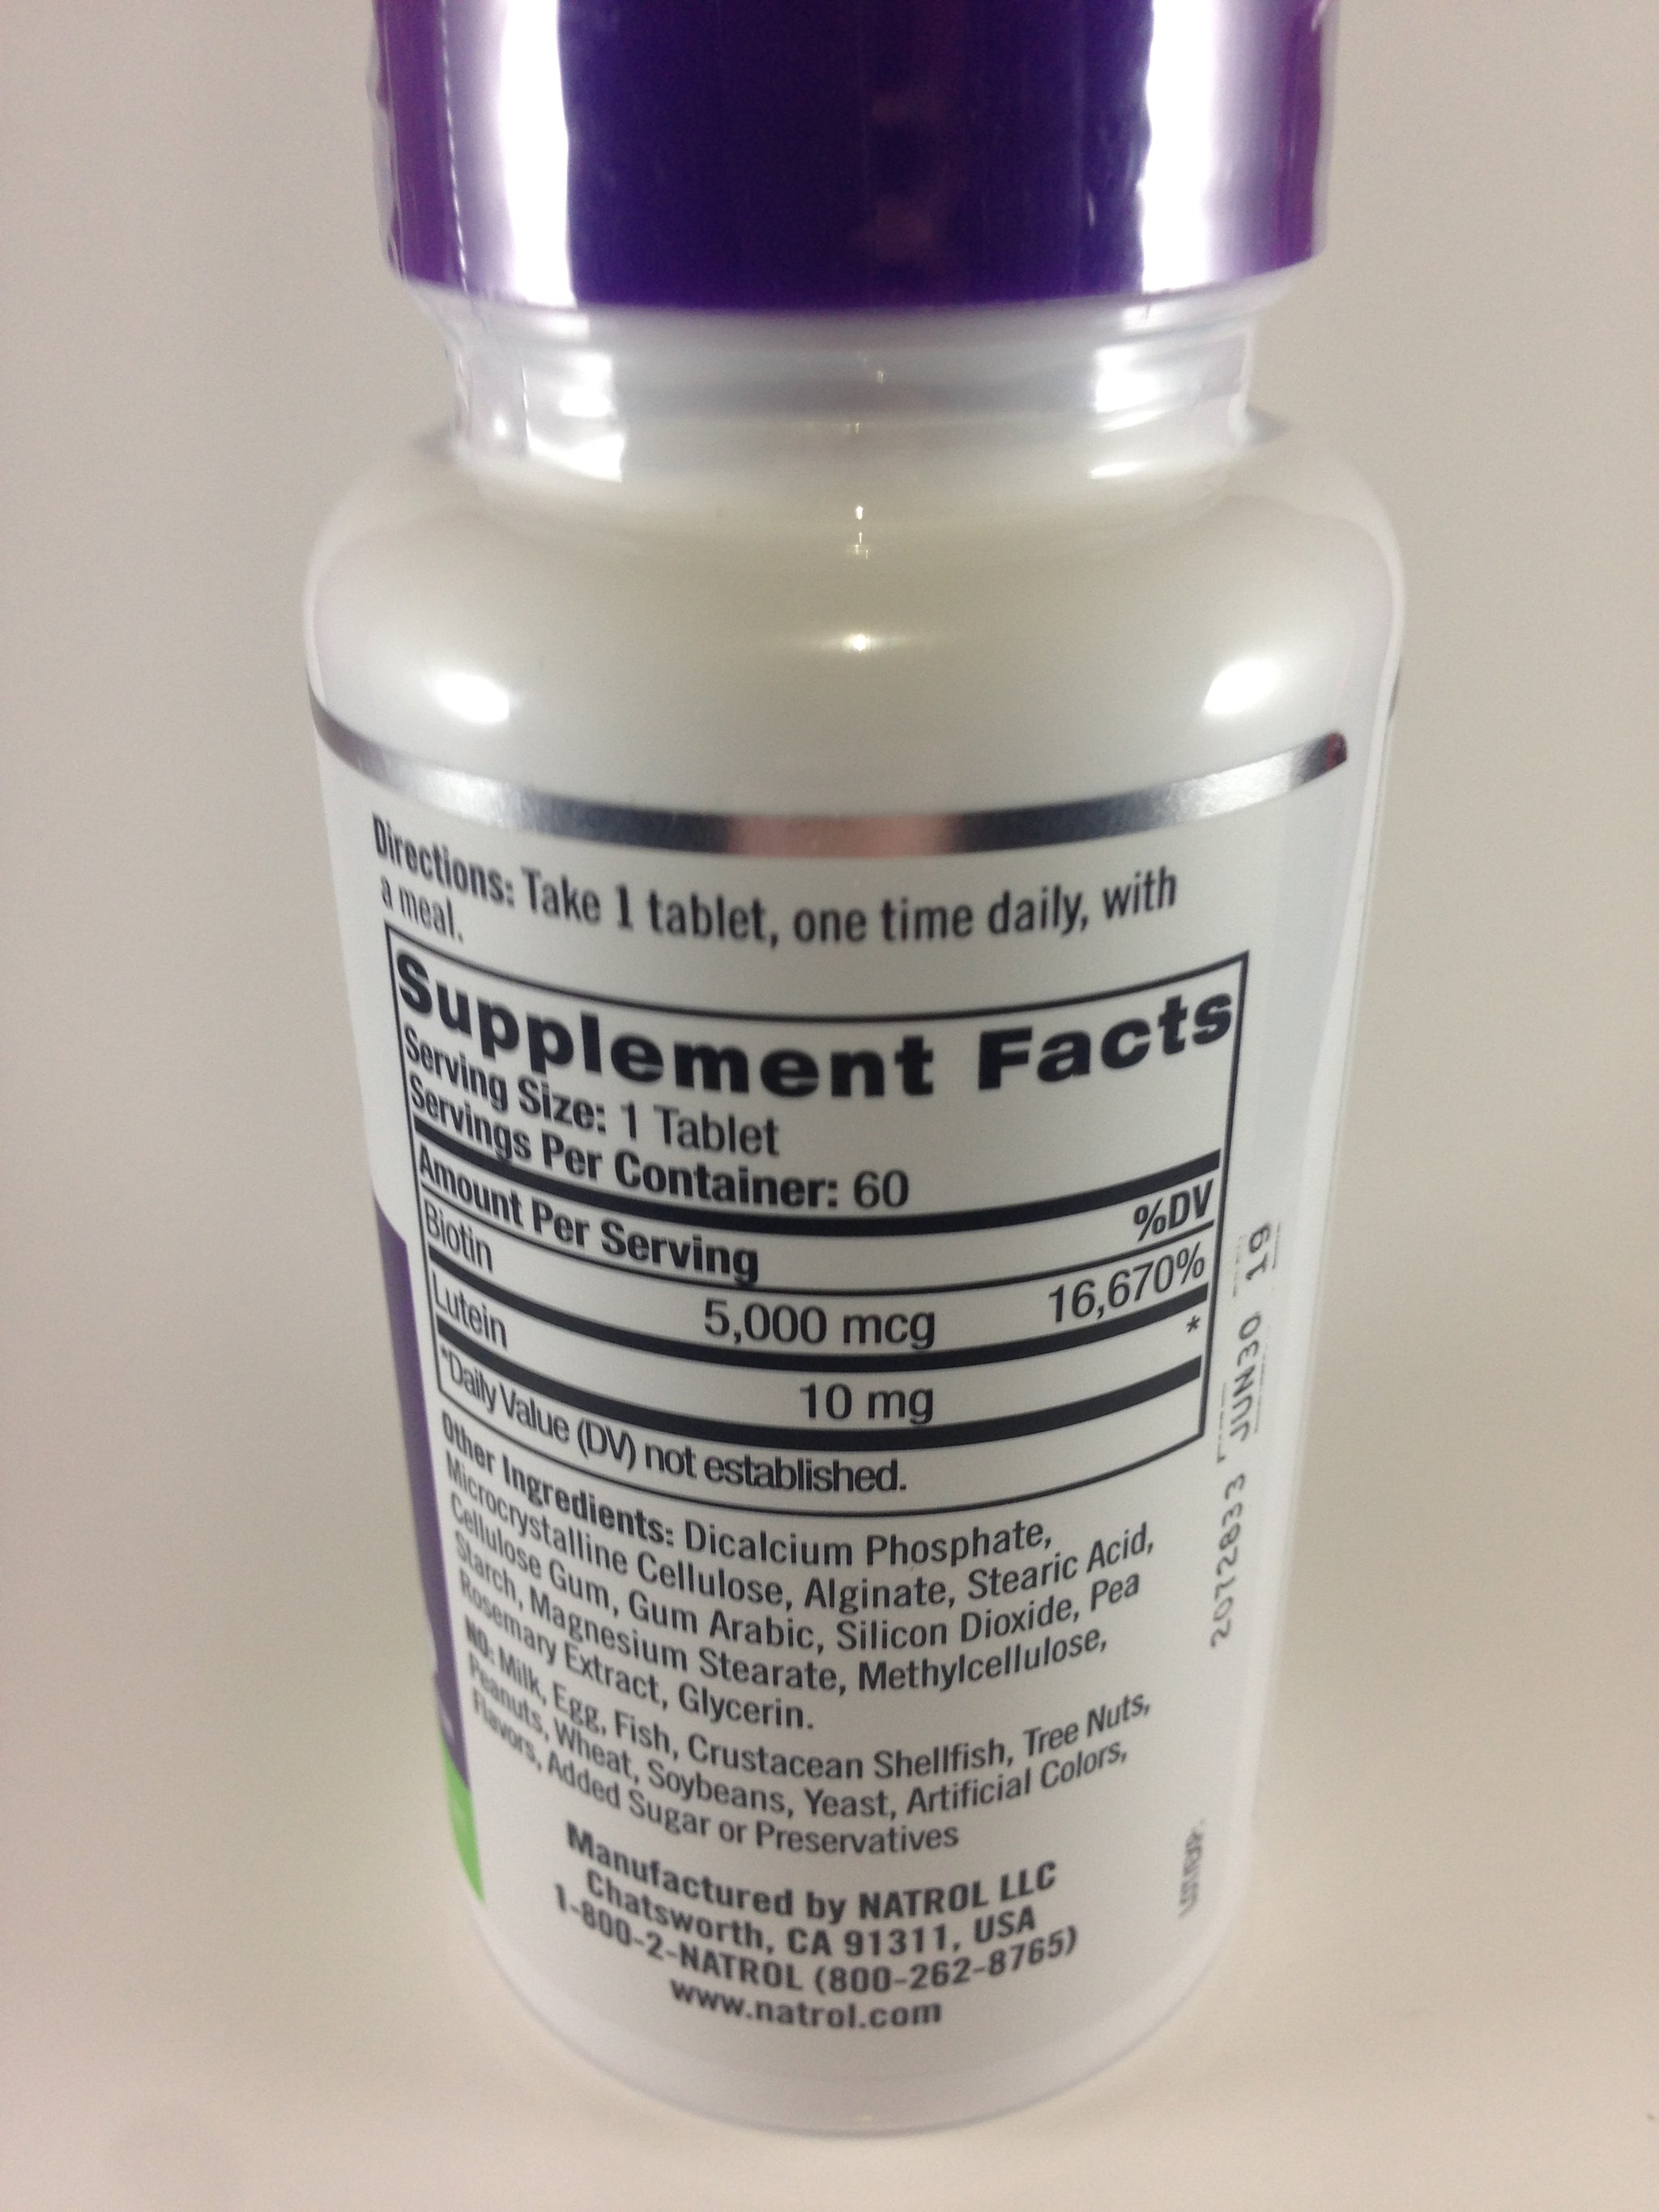 Directions: Take 1 tablet, one time daily, with
a meal.
Supplement Facts
Serving Size: 1 Tablet
Servings Per Container: 60
Amount Per Serving %DV
Biotin 5,000 mcg 16,670%
Lutein 10 mg *
*Daily Value (DV) not established.
Other Ingredients: Dicalcium Phosphate,
Microcrystalline Cellulose, Alginate, Stearic Acid,
Cellulose Gum, Gum Arabic, Silicon Dioxide, Pea
Starch, Magnesium Stearate, Methylcellulose,
Rosemary Extract, Glycerin.
NO: Milk, Egg, Fish, Crustacean Shellfish, Tree Nuts,
Peanuts, Wheat, Soybeans, Yeast, Artificial Colors,
Flavors, Added Sugar or Preservatives
Manufactured by NATROL LLC
Chatsworth, CA 91311, USA
1-800-2-NATROL (800-262-8765)
www.natrol.com
2072833 JUN30 19